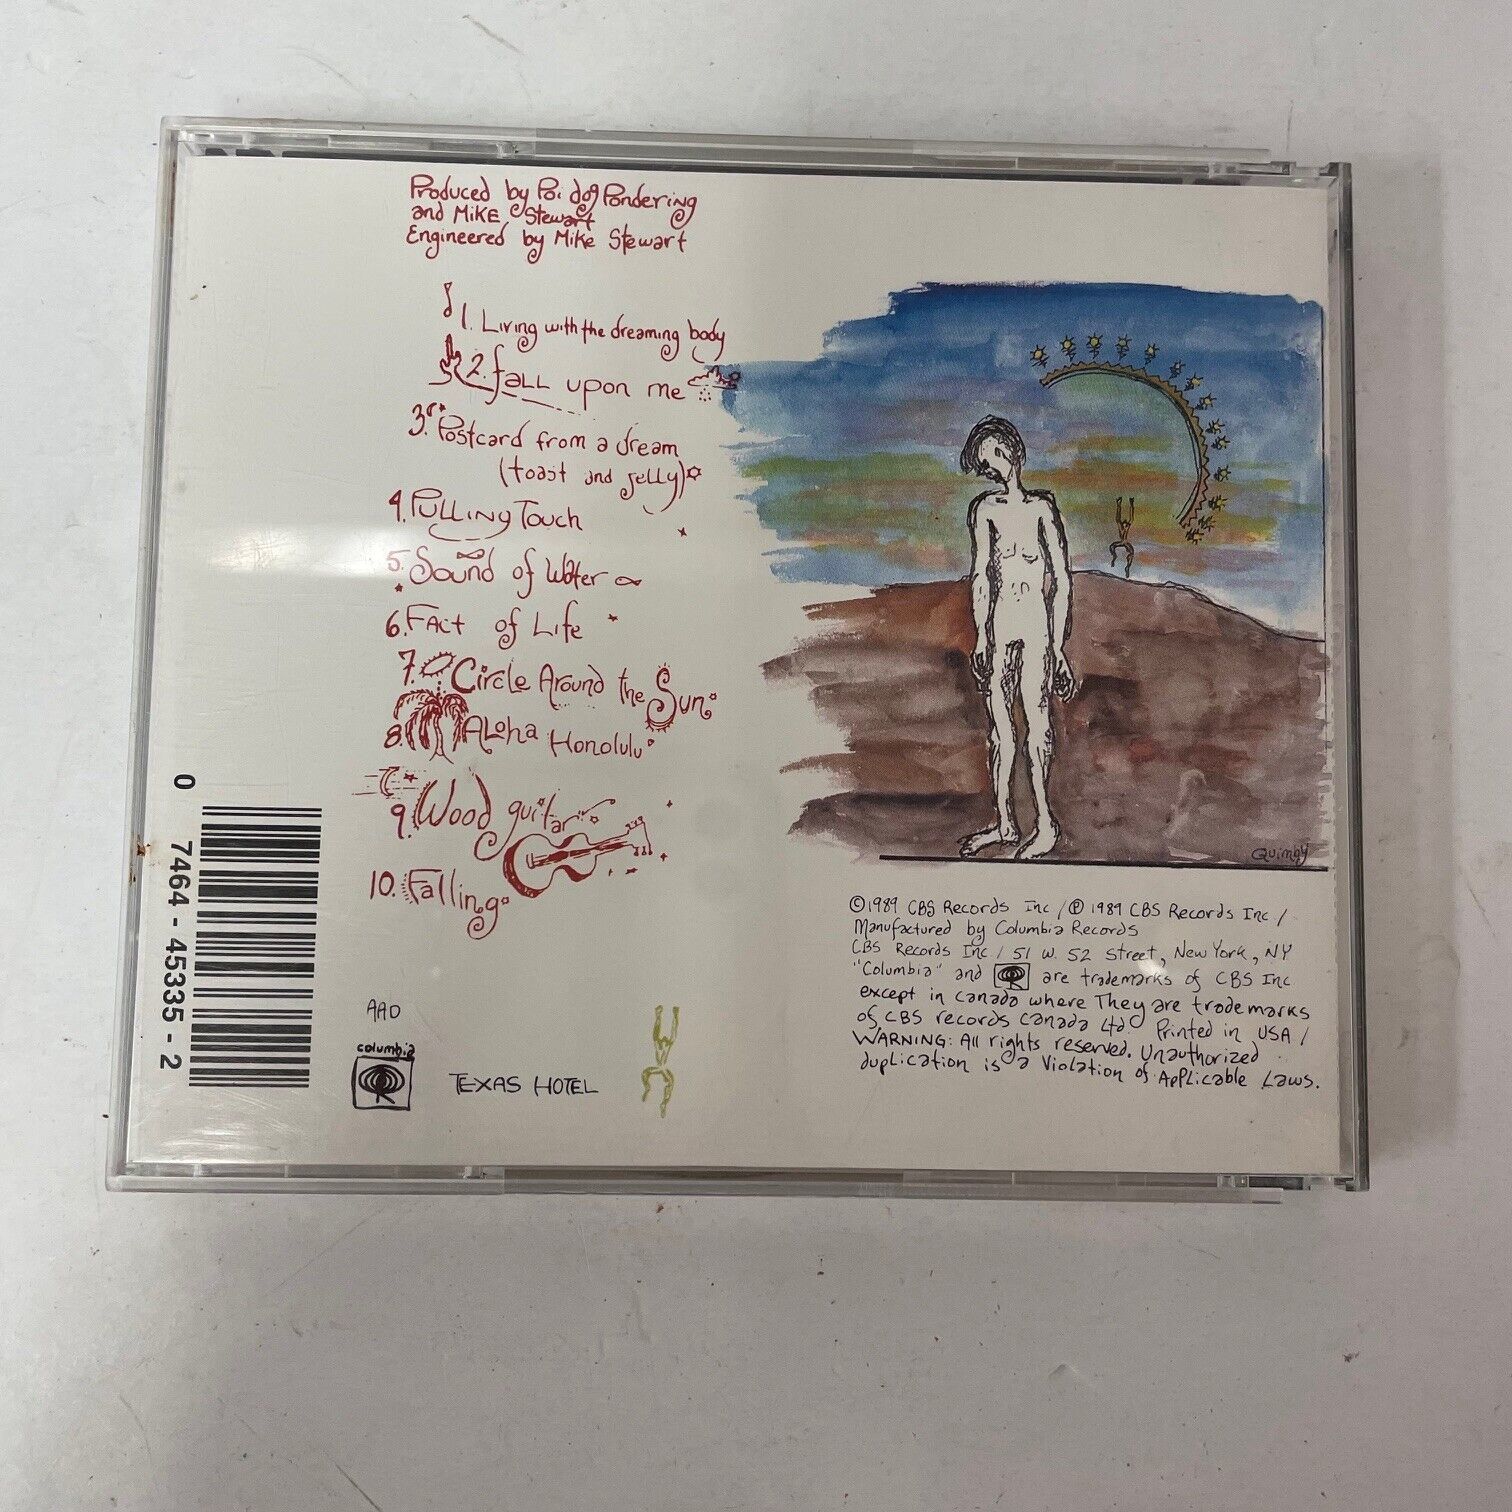 Produced by Poi dog Pondering
and Mike Stewart
Engineered by Mike Stewart
1. Living with the dreaming body
2. Fall upon me
3. Postcard from a dream
(toast and jelly)
4. Pulling Touch
5. Sound of Water
6. Fact of Life
7. Circle Around the Sun
8. Aloha Honolulu
9. Wood guitar
10. Falling
0 7464-45335-2
AAD
columbia
TEXAS HOTEL
Quimby
©1989 CBS Records Inc / ℗ 1989 CBS Records Inc /
Manufactured by Columbia Records
CBS Records Inc / 51 W. 52 Street, New York, NY
"Columbia" and are trademarks of CBS Inc
except in Canada where They are trademarks
of CBS records Canada Ltd Printed in USA /
WARNING: All rights reserved. Unauthorized
duplication is a Violation of Applicable Laws.